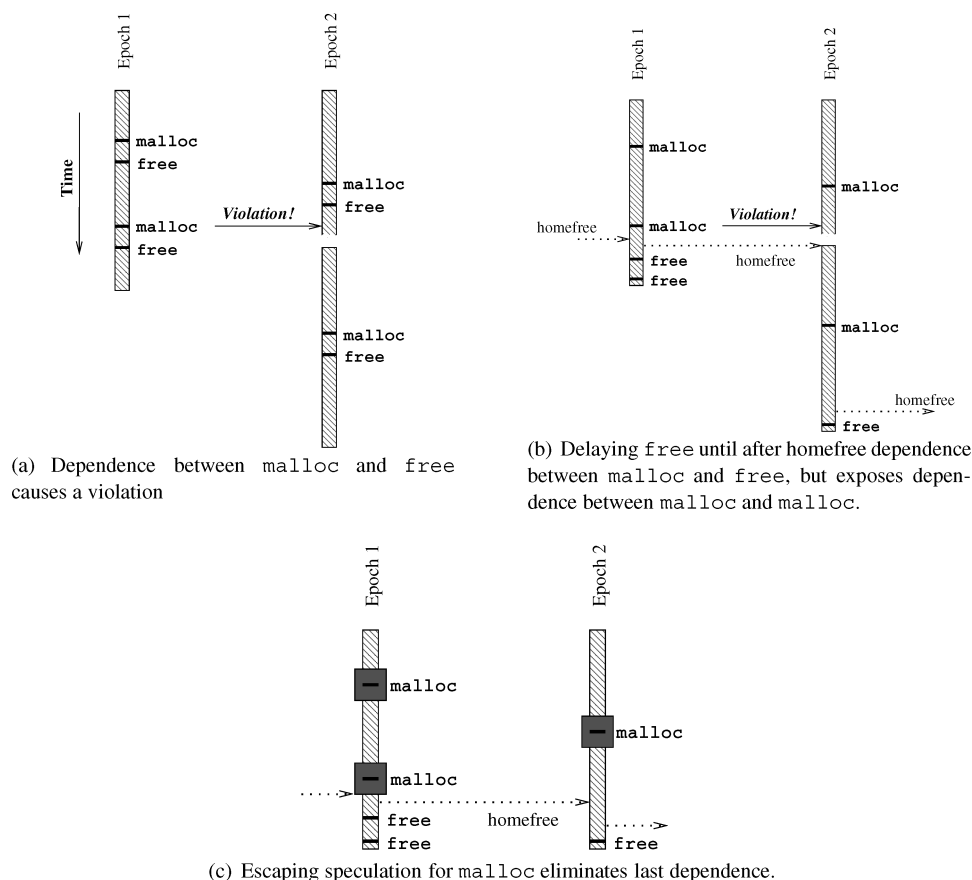 Epoch 1
Epoch 2
Time
malloc
free
malloc
free
Violation!
malloc
free
malloc
free
(a) Dependence between malloc and free
causes a violation
Epoch 1
Epoch 2
malloc
malloc
homefree
malloc
Violation!
homefree
free
free
malloc
homefree
free
(b) Delaying free until after homefree dependence
between malloc and free, but exposes depen-
dence between malloc and malloc.
Epoch 1
Epoch 2
malloc
malloc
malloc
homefree
free
free
free
(c) Escaping speculation for malloc eliminates last dependence.